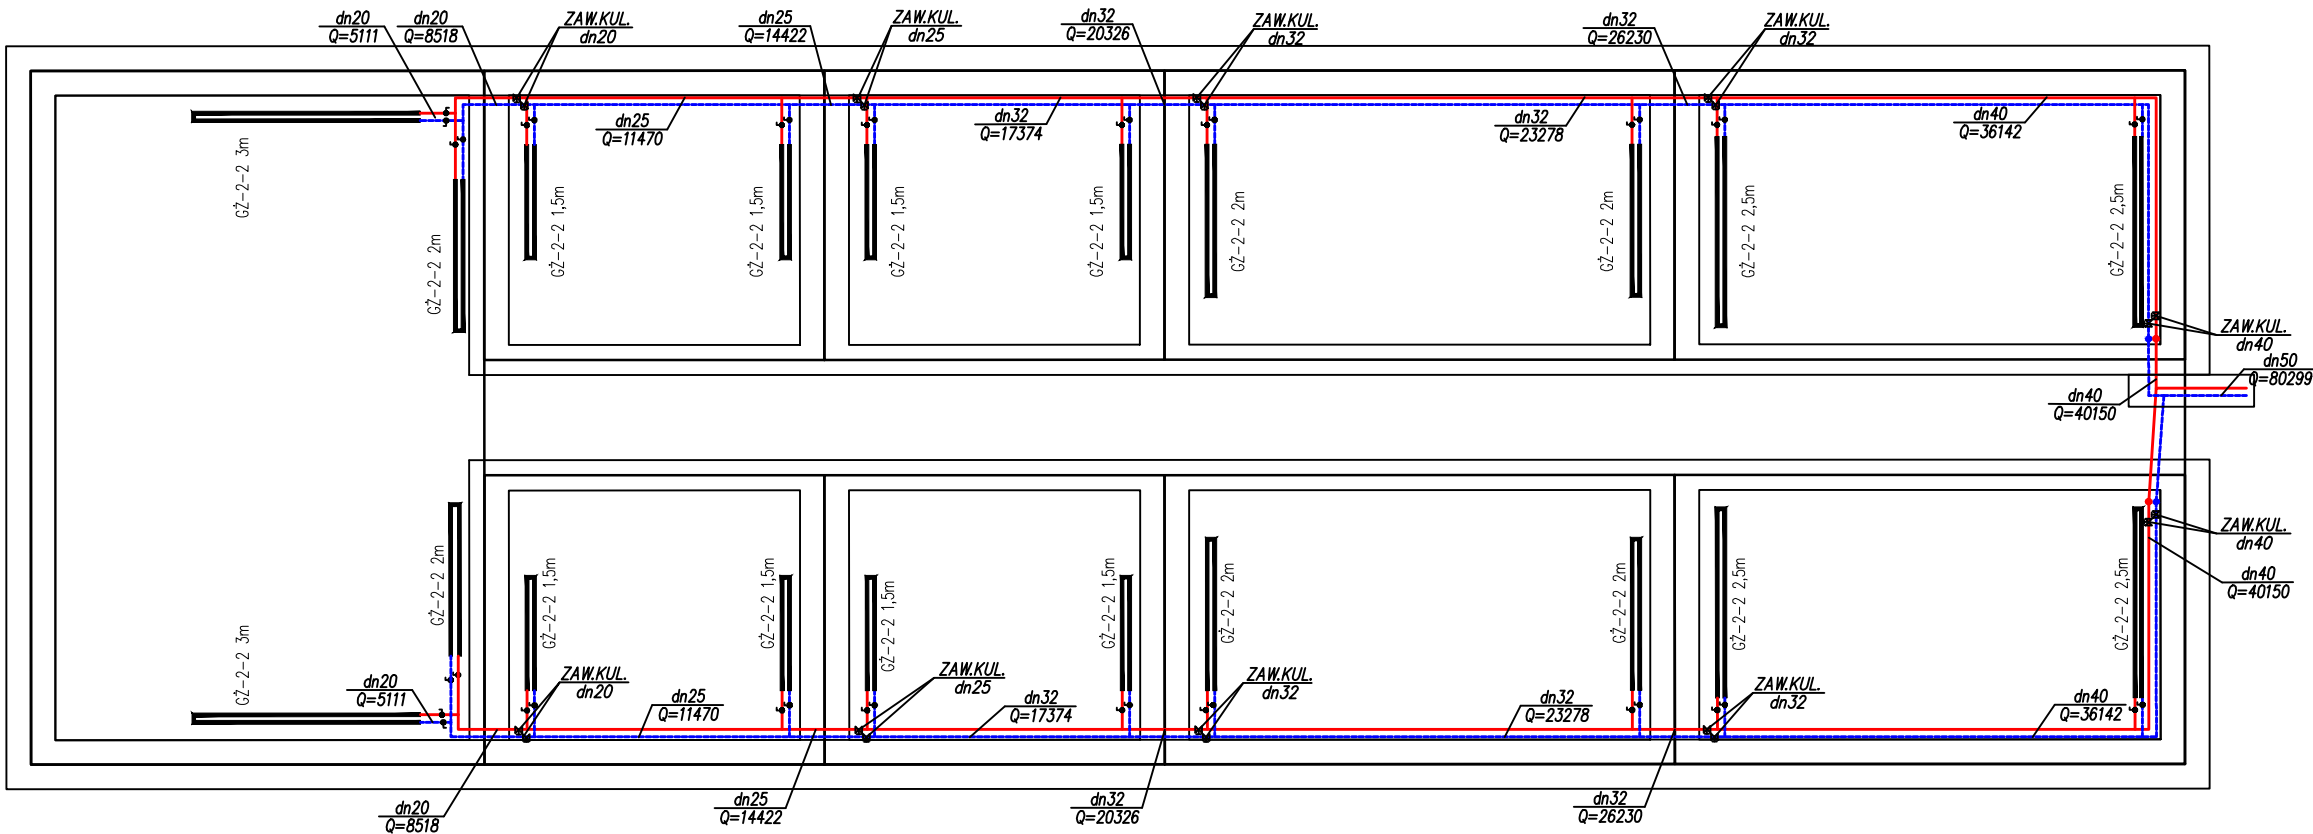 dn20
Q=5111
dn20
Q=8518
ZAW.KUL.
dn20
dn25
Q=14422
ZAW.KUL.
dn25
dn32
Q=20326
ZAW.KUL.
dn32
dn32
Q=26230
ZAW.KUL.
dn32
dn25
Q=11470
dn32
Q=17374
dn32
Q=23278
dn40
Q=36142
GŻ-2-2 3m
GŻ-2-2 2m
GŻ-2-2 1,5m
GŻ-2-2 1,5m
GŻ-2-2 1,5m
GŻ-2-2 1,5m
GŻ-2-2 2m
GŻ-2-2 2m
GŻ-2-2 2,5m
GŻ-2-2 2,5m
ZAW.KUL.
dn40
dn50
Q=80299
dn40
Q=40150
ZAW.KUL.
dn40
dn40
Q=40150
GŻ-2-2 3m
GŻ-2-2 2m
GŻ-2-2 1,5m
GŻ-2-2 1,5m
GŻ-2-2 1,5m
GŻ-2-2 1,5m
GŻ-2-2 2m
GŻ-2-2 2m
GŻ-2-2 2,5m
GŻ-2-2 2,5m
dn20
Q=5111
ZAW.KUL.
dn20
dn25
Q=11470
ZAW.KUL.
dn25
dn32
Q=17374
ZAW.KUL.
dn32
dn32
Q=23278
ZAW.KUL.
dn32
dn40
Q=36142
dn20
Q=8518
dn25
Q=14422
dn32
Q=20326
dn32
Q=26230